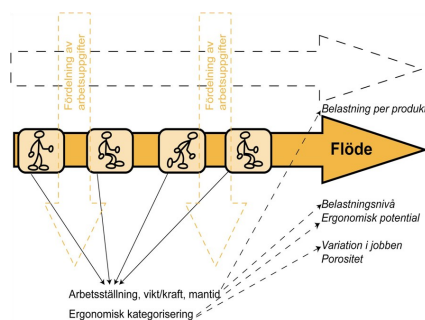 Fördelning av
arbetsuppgifter
Fördelning av
arbetsuppgifter
Belastning per produkt
Flöde
Belastningsnivå
Ergonomisk potential
Variation i jobben
Porositet
Arbetsställning, vikt/kraft, mantid
Ergonomisk kategorisering